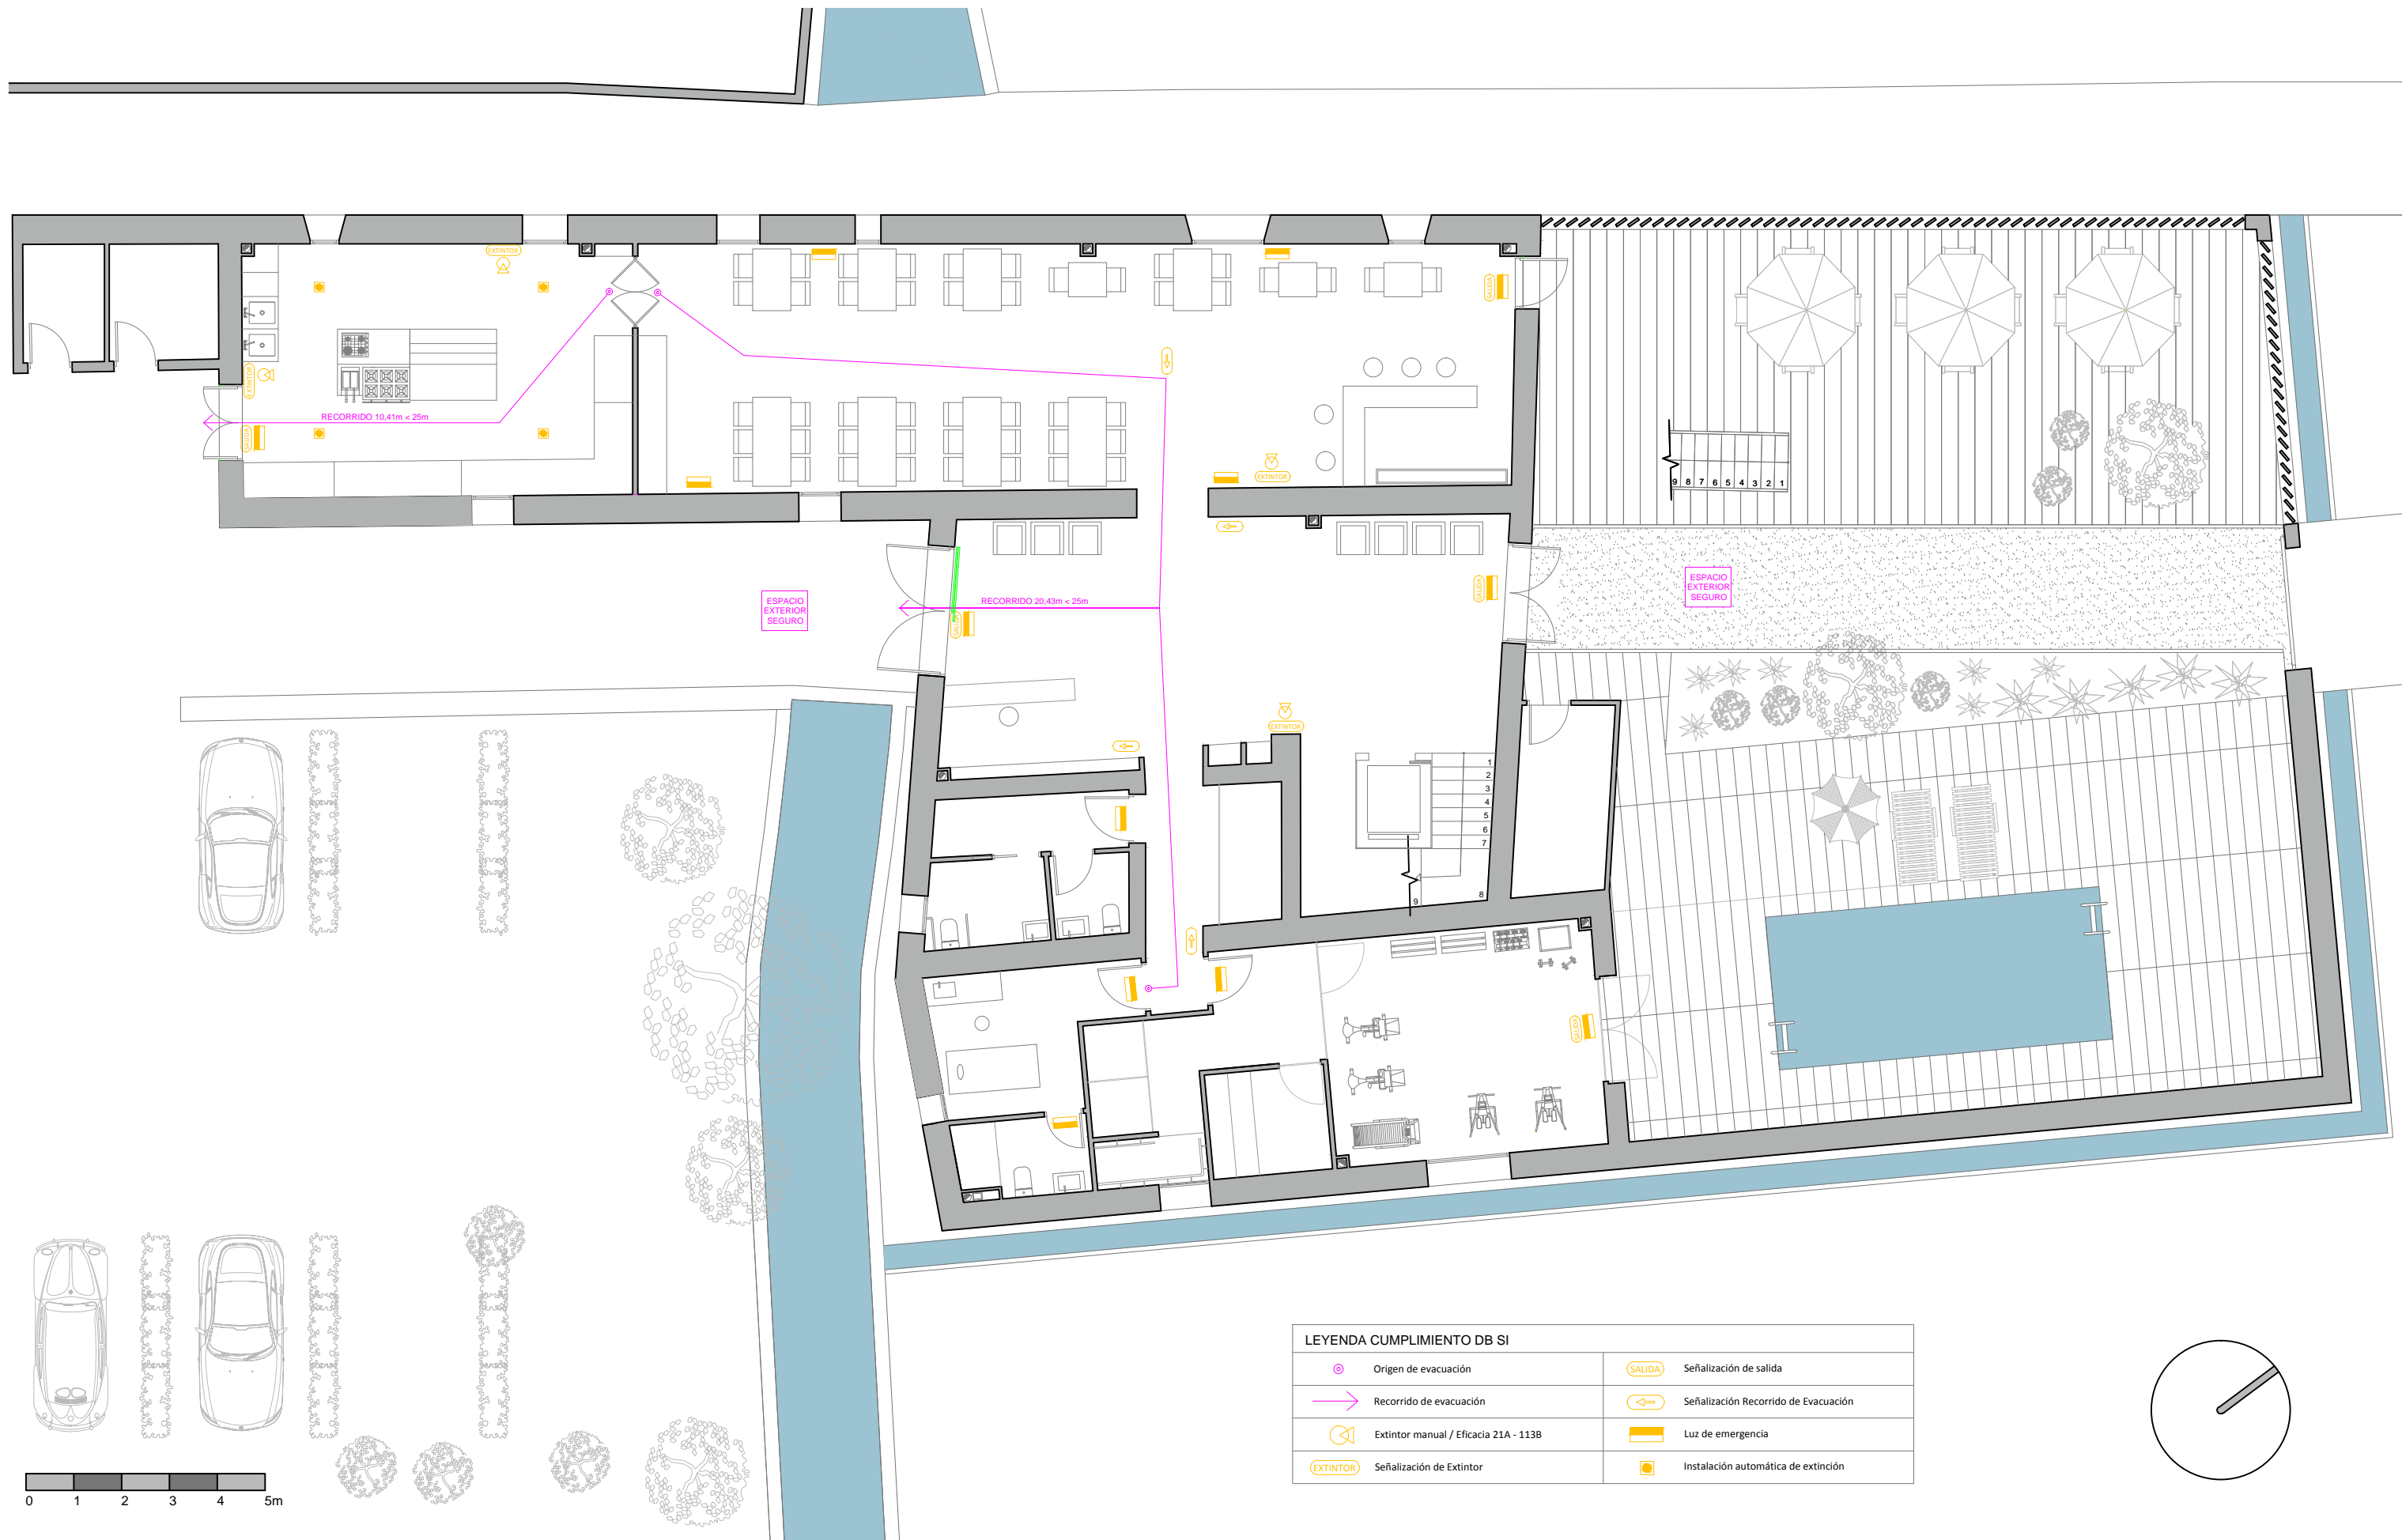 EXTINTOR
SALIDA
EXTINTOR
RECORRIDO 10,41m < 25m
SALIDA
EXTINTOR
9 8 7 6 5 4 3 2 1
ESPACIO
EXTERIOR
SEGURO
RECORRIDO 20,43m < 25m
SALIDA
SALIDA
ESPACIO
EXTERIOR
SEGURO
EXTINTOR
1
2
3
4
5
6
7
8
9
SALIDA
LEYENDA CUMPLIMIENTO DB SI
Origen de evacuación
SALIDA Señalización de salida
Recorrido de evacuación
Señalización Recorrido de Evacuación
Extintor manual / Eficacia 21A - 113B
Luz de emergencia
EXTINTOR Señalización de Extintor
Instalación automática de extinción
0 1 2 3 4 5m